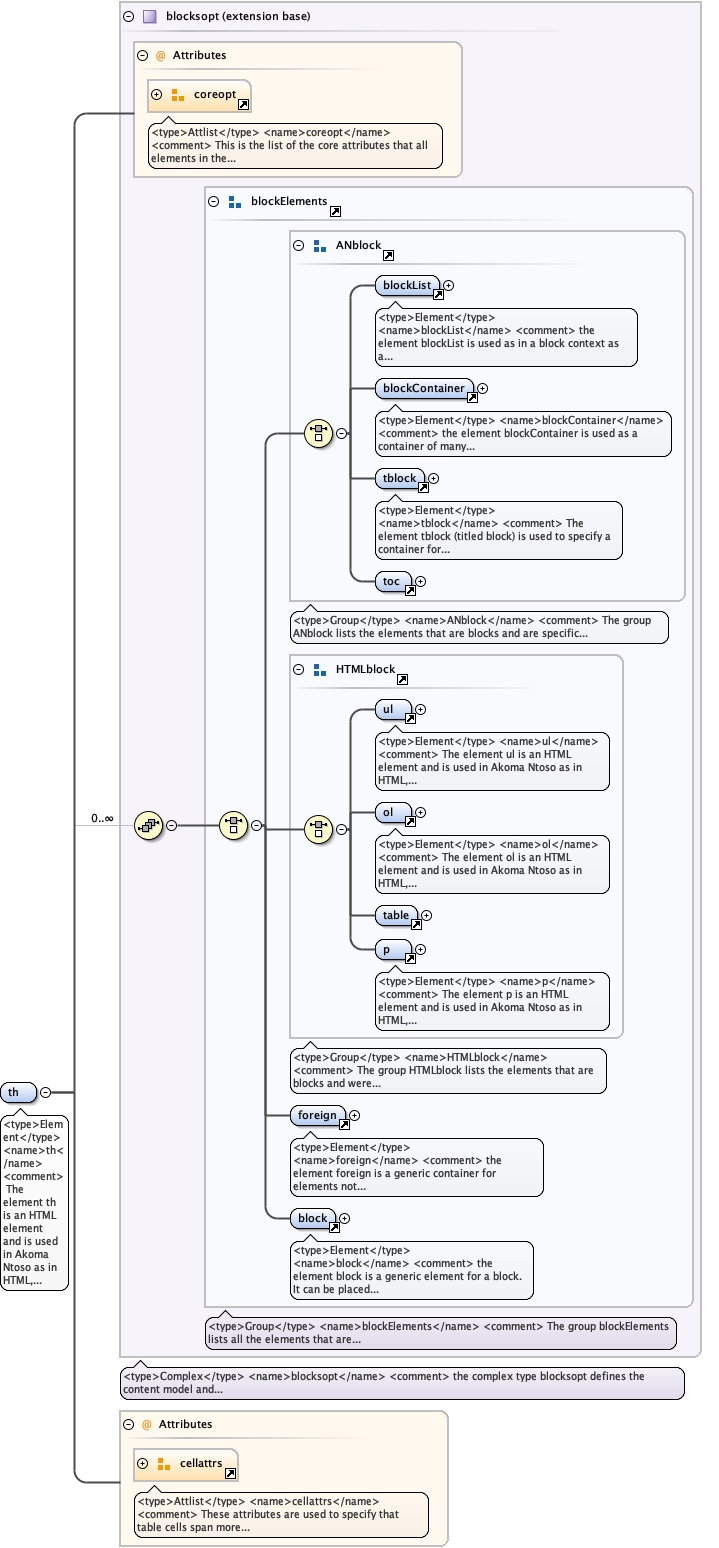 blocksopt (extension base)
@ Attributes
coreopt
<type>Attlist</type> <name>coreopt</name>
<comment> This is the list of the core attributes that all
elements in the...
blockElements
ANblock
blockList
<type>Element</type>
<name>blockList</name> <comment> the
element blockList is used as in a block context as
a...
blockContainer
<type>Element</type> <name>blockContainer</name>
<comment> the element blockContainer is used as a
container of many...
tblock
<type>Element</type>
<name>tblock</name> <comment> The
element tblock (titled block) is used to specify a
container for...
toc
<type>Group</type> <name>ANblock</name> <comment> The group
ANblock lists the elements that are blocks and are specific...
HTMLblock
ul
<type>Element</type> <name>ul</name>
<comment> The element ul is an HTML
element and is used in Akoma Ntoso as in
HTML,...
0..∞
ol
<type>Element</type> <name>ol</name>
<comment> The element ol is an HTML
element and is used in Akoma Ntoso as in
HTML,...
table
p
<type>Element</type> <name>p</name>
<comment> The element p is an HTML
element and is used in Akoma Ntoso as in
HTML,...
<type>Group</type> <name>HTMLblock</name>
<comment> The group HTMLblock lists the elements that are
blocks and were...
th
<type>Elem
ent</type>
<name>th<
/name>
<comment>
The
element th
is an HTML
element
and is used
in Akoma
Ntoso as in
HTML,...
foreign
<type>Element</type>
<name>foreign</name> <comment> the
element foreign is a generic container for
elements not...
block
<type>Element</type>
<name>block</name> <comment> the
element block is a generic element for a block.
It can be placed...
<type>Group</type> <name>blockElements</name> <comment> The group blockElements
lists all the elements that are...
<type>Complex</type> <name>blocksopt</name> <comment> the complex type blocksopt defines the
content model and...
@ Attributes
cellattrs
<type>Attlist</type> <name>cellattrs</name>
<comment> These attributes are used to specify that
table cells span more...